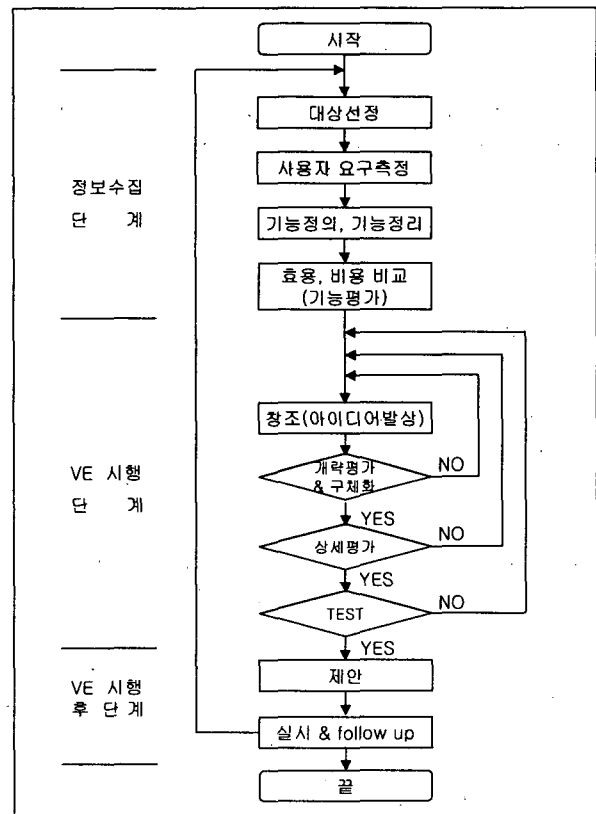 시작
대상선정
사용자 요구측정
정보수집
단 계
기능정의, 기능정리
효용, 비용 비교
(기능평가)
창조(아이디어발상)
개략평가
& 구체화
NO
YES
VE 시행
단 계
상세평가
NO
YES
TEST
NO
YES
VE 시행
후 단 계
제안
실시 & follow up
끝